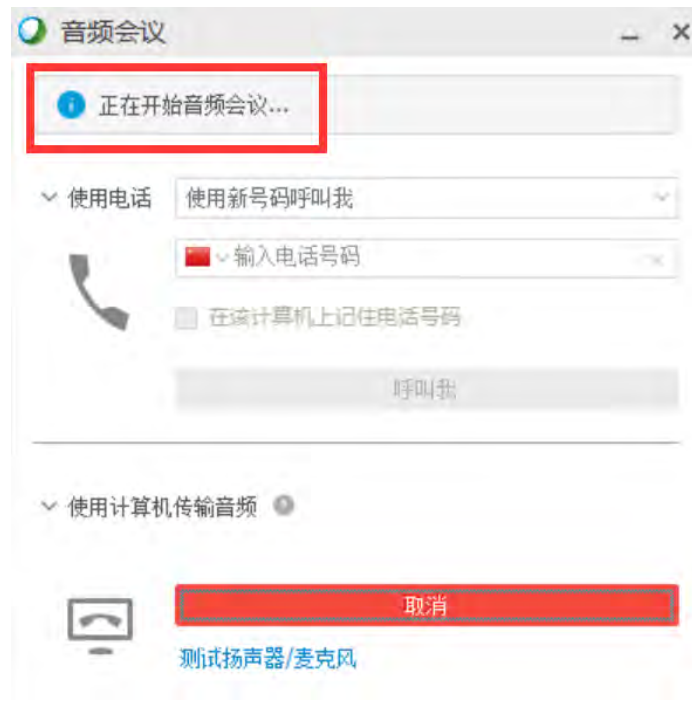 音频会议
正在开始音频会议...
使用电话
使用新号码呼叫我
输入电话号码
在该计算机上记住电话号码
呼叫我
使用计算机传输音频
取消
测试扬声器/麦克风